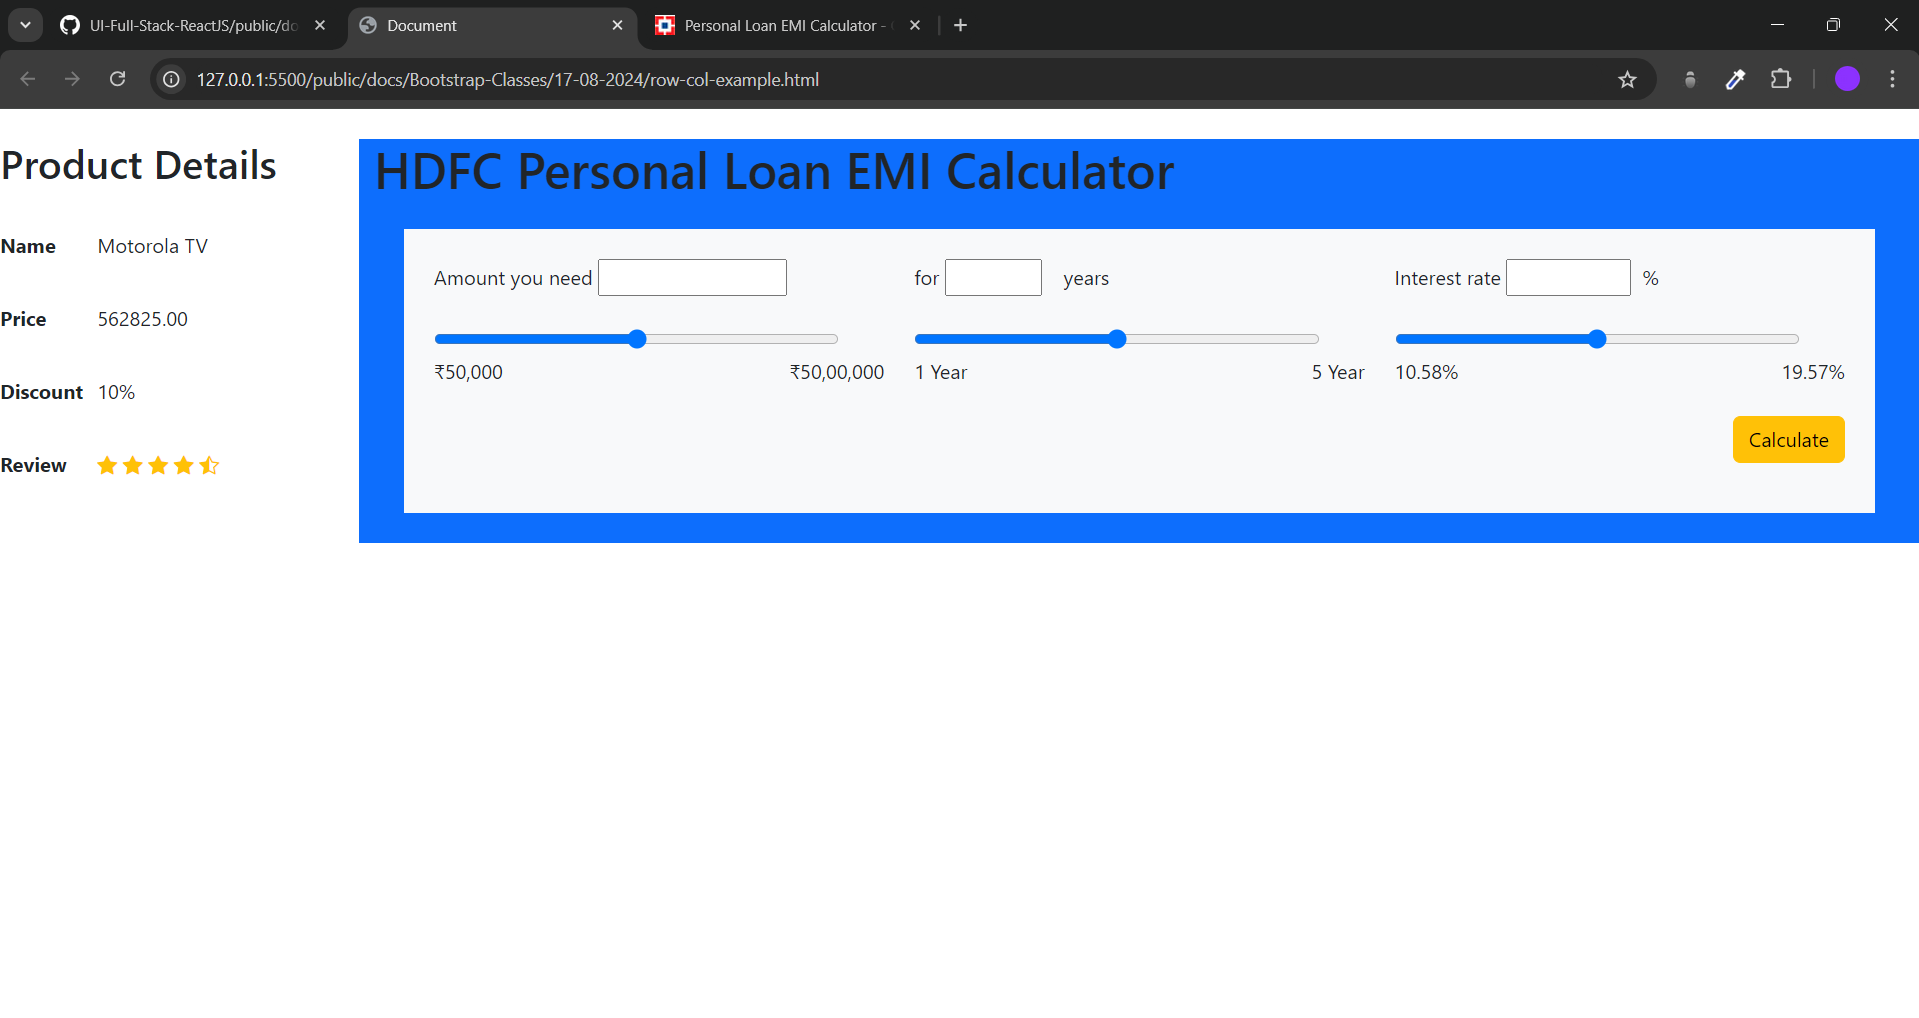 UI-Full-Stack-ReactJS/public/do
Document
Personal Loan EMI Calculator -
127.0.0.1:5500/public/docs/Bootstrap-Classes/17-08-2024/row-col-example.html
Product Details
Name Motorola TV
Price 562825.00
Discount 10%
Review
HDFC Personal Loan EMI Calculator
Amount you need
for years
Interest rate %
₹50,000 ₹50,00,000
1 Year 5 Year
10.58% 19.57%
Calculate